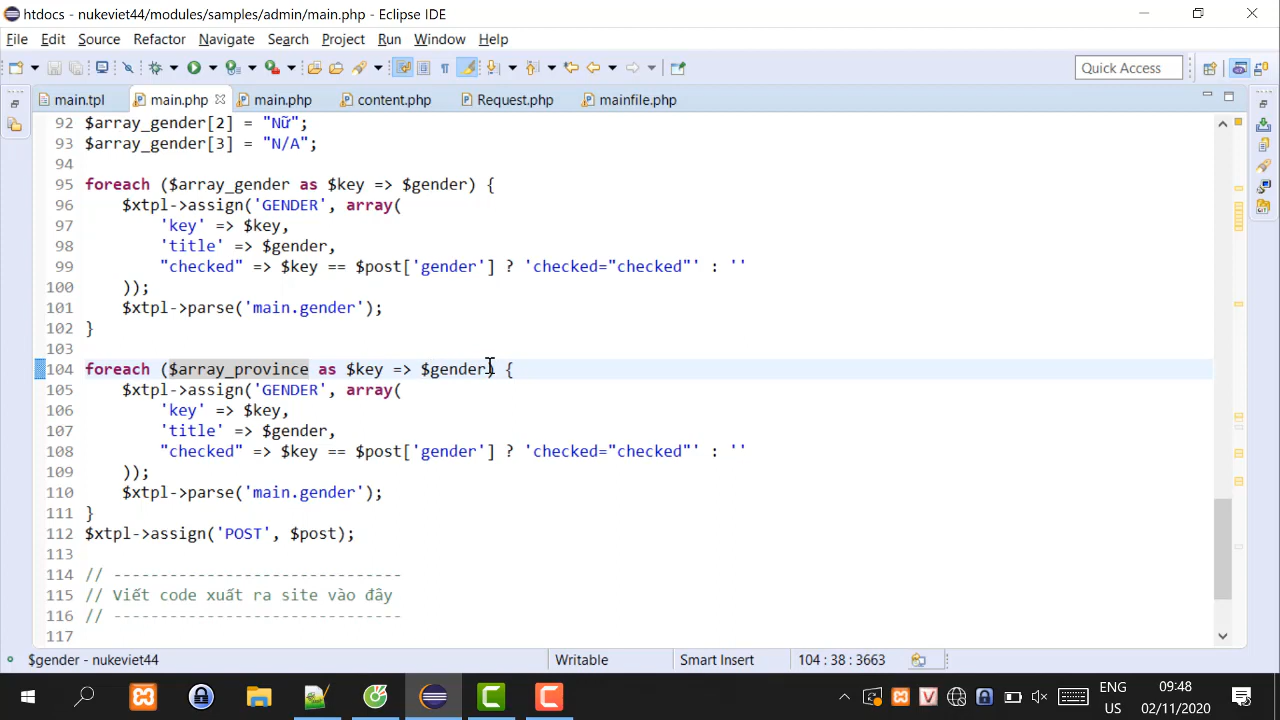 htdocs - nukeviet44/modules/samples/admin/main.php - Eclipse IDE
File Edit Source Refactor Navigate Search Project Run Window Help
Quick Access
main.tpl main.php main.php content.php Request.php mainfile.php
92 $array_gender[2] = "Nữ";
93 $array_gender[3] = "N/A";
94
95 foreach ($array_gender as $key => $gender) {
96 $xtpl->assign('GENDER', array(
97 'key' => $key,
98 'title' => $gender,
99 "checked" => $key == $post['gender'] ? 'checked="checked"' : ''
100 ));
101 $xtpl->parse('main.gender');
102 }
103
104 foreach ($array_province as $key => $gender) {
105 $xtpl->assign('GENDER', array(
106 'key' => $key,
107 'title' => $gender,
108 "checked" => $key == $post['gender'] ? 'checked="checked"' : ''
109 ));
110 $xtpl->parse('main.gender');
111 }
112 $xtpl->assign('POST', $post);
113
114 // -------------------------------
115 // Viết code xuất ra site vào đây
116 // -------------------------------
117
$gender - nukeviet44 Writable Smart Insert 104 : 38 : 3663
ENG 09:48
US 02/11/2020